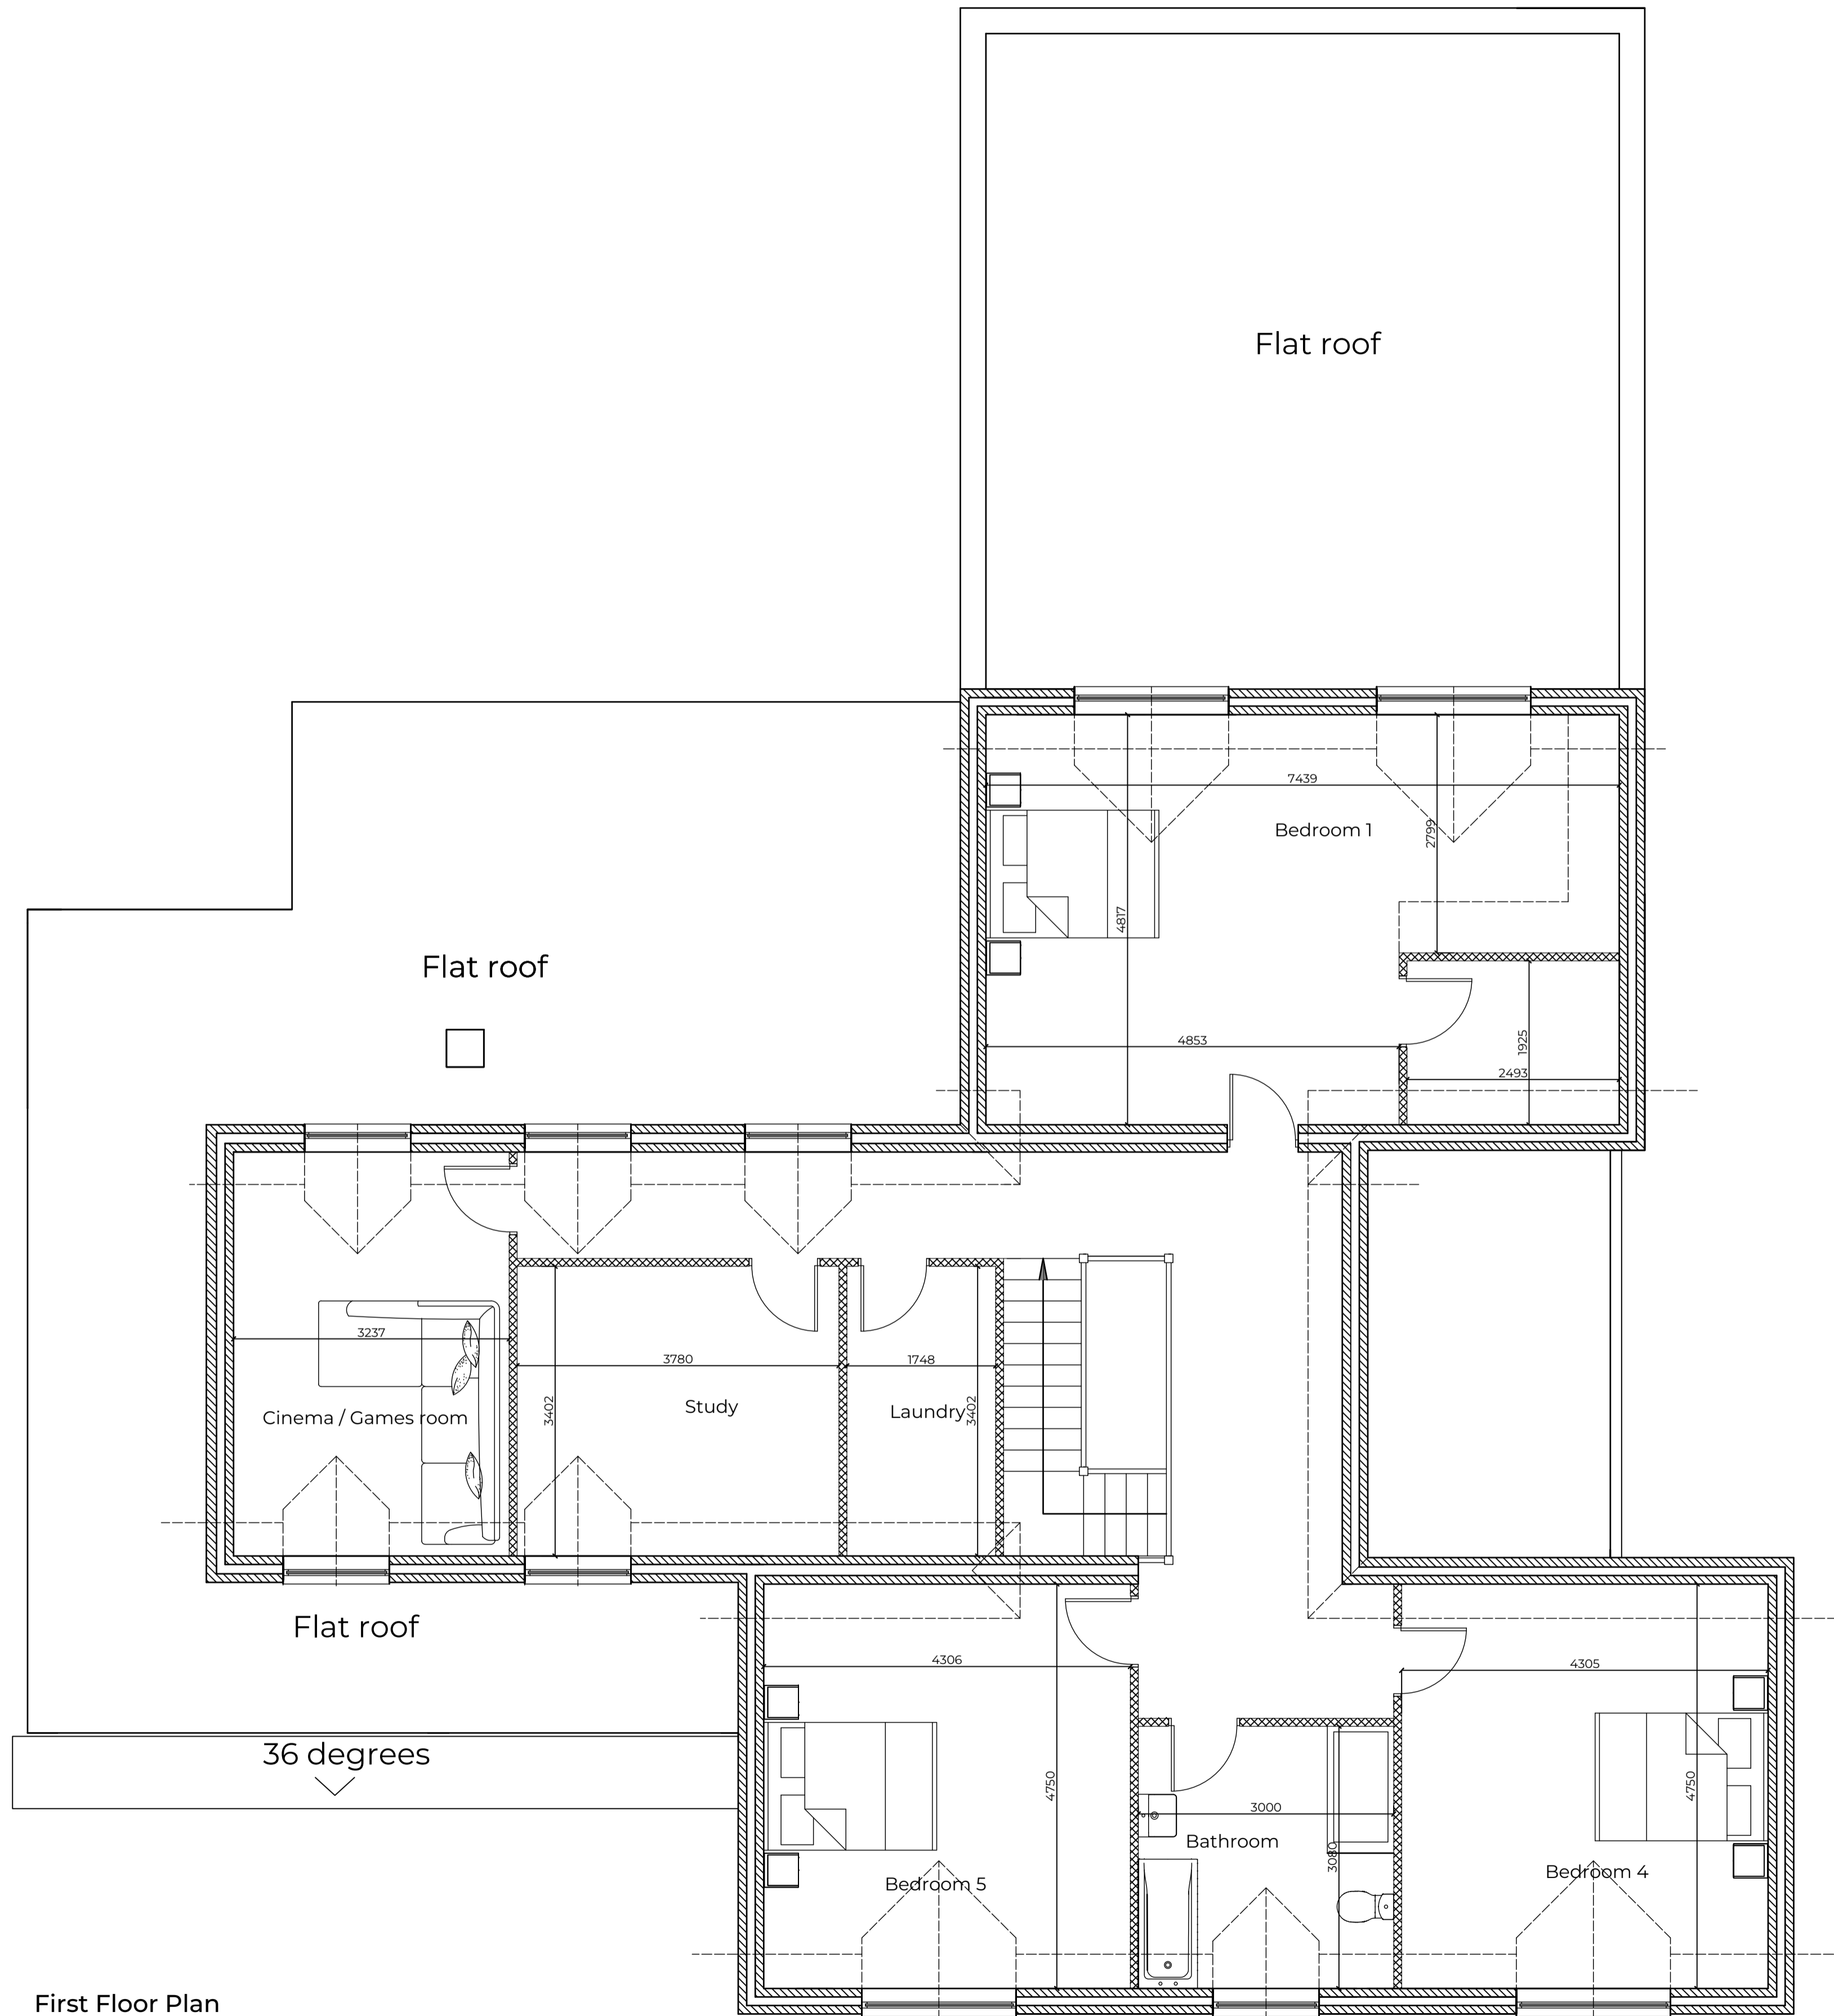 Flat roof
7439
Bedroom 1
2799
4817
Flat roof
4853
1925
2493
3237
3780
1748
Study
Laundry
3402
3402
Cinema / Games room
Flat roof
4306
4305
36 degrees
4750
4750
3000
Bathroom
3080
Bedroom 4
Bedroom 5
First Floor Plan